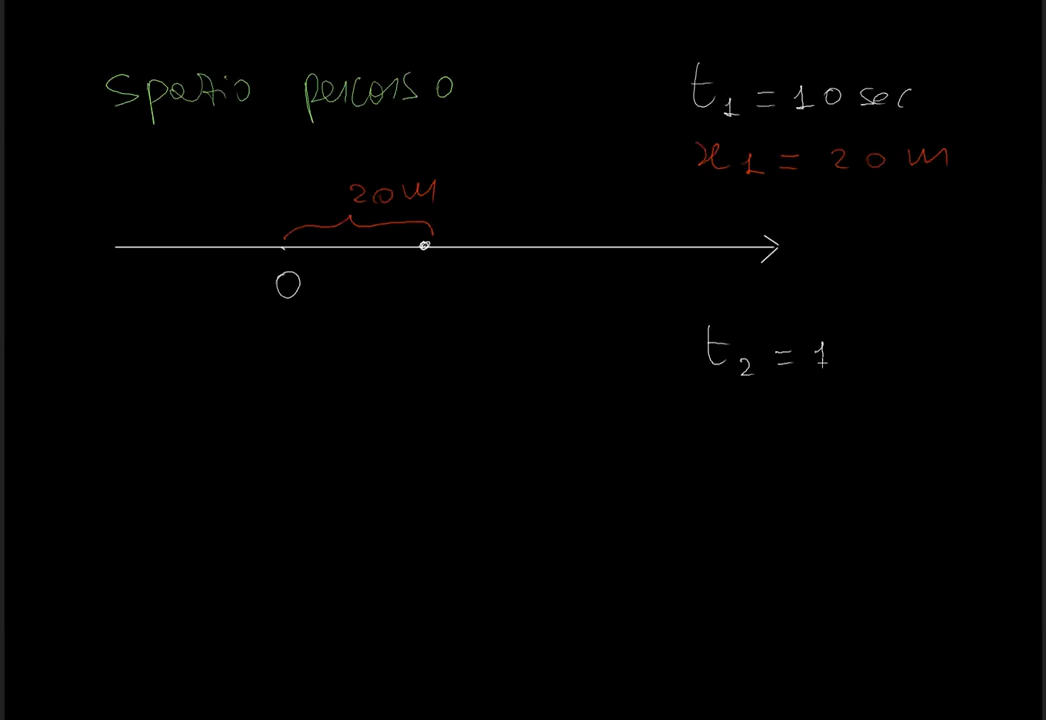 Spazio percorso
t₁ = 10 sec
x₁ = 20 m
20 m
0
t₂ = 1